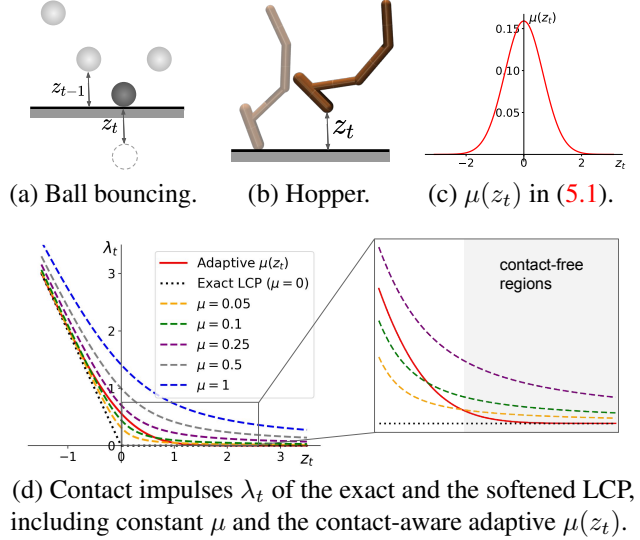 z_{t−1}
z_t
(a) Ball bouncing.
z_t
(b) Hopper.
μ(z_t)
0.15
0.10
0.05
−2
0
2
z_t
(c) μ(z_t) in (5.1).
λ_t
3
2
1
0
−1
0
1
2
3
z_t
Adaptive μ(z_t)
Exact LCP (μ = 0)
μ = 0.05
μ = 0.1
μ = 0.25
μ = 0.5
μ = 1
contact-free
regions
(d) Contact impulses λ_t of the exact and the softened LCP,
including constant μ and the contact-aware adaptive μ(z_t).